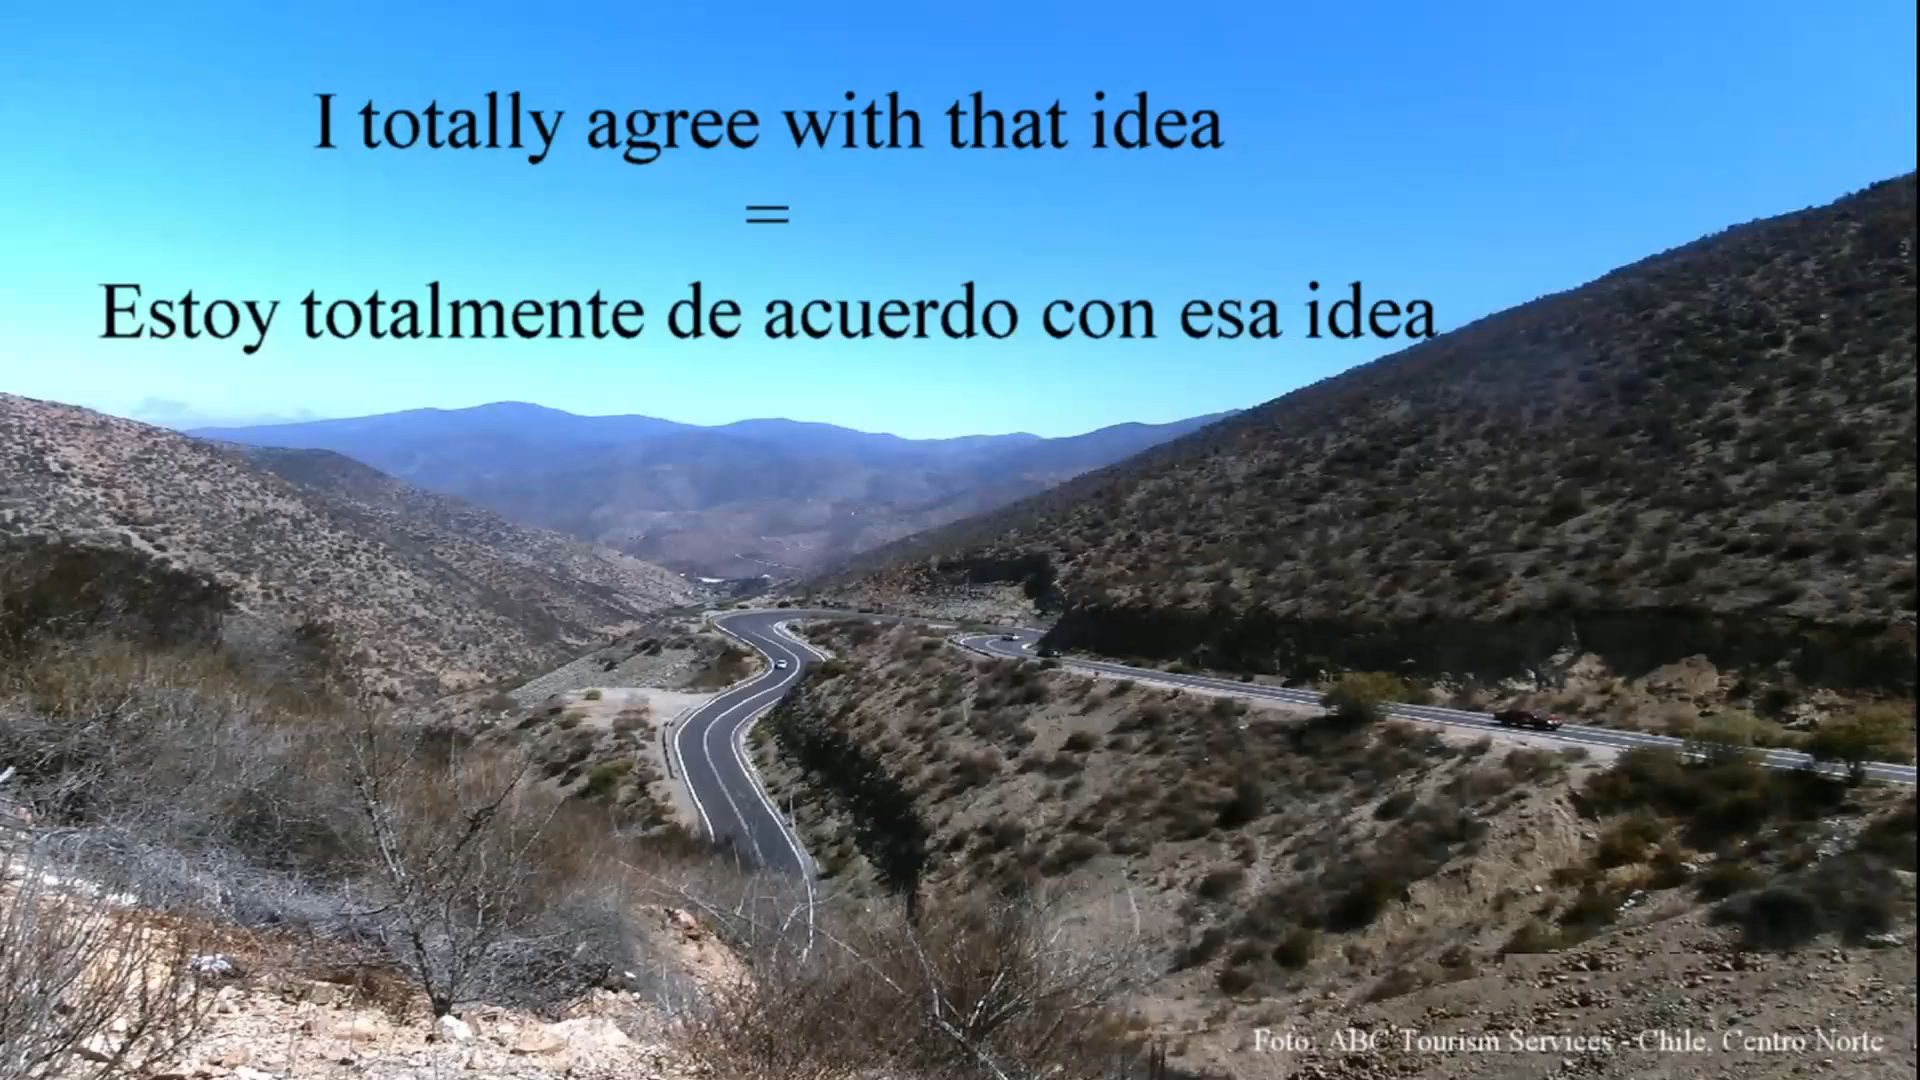 I totally agree with that idea
=
Estoy totalmente de acuerdo con esa idea
Foto: ABC Tourism Services - Chile. Centro Norte